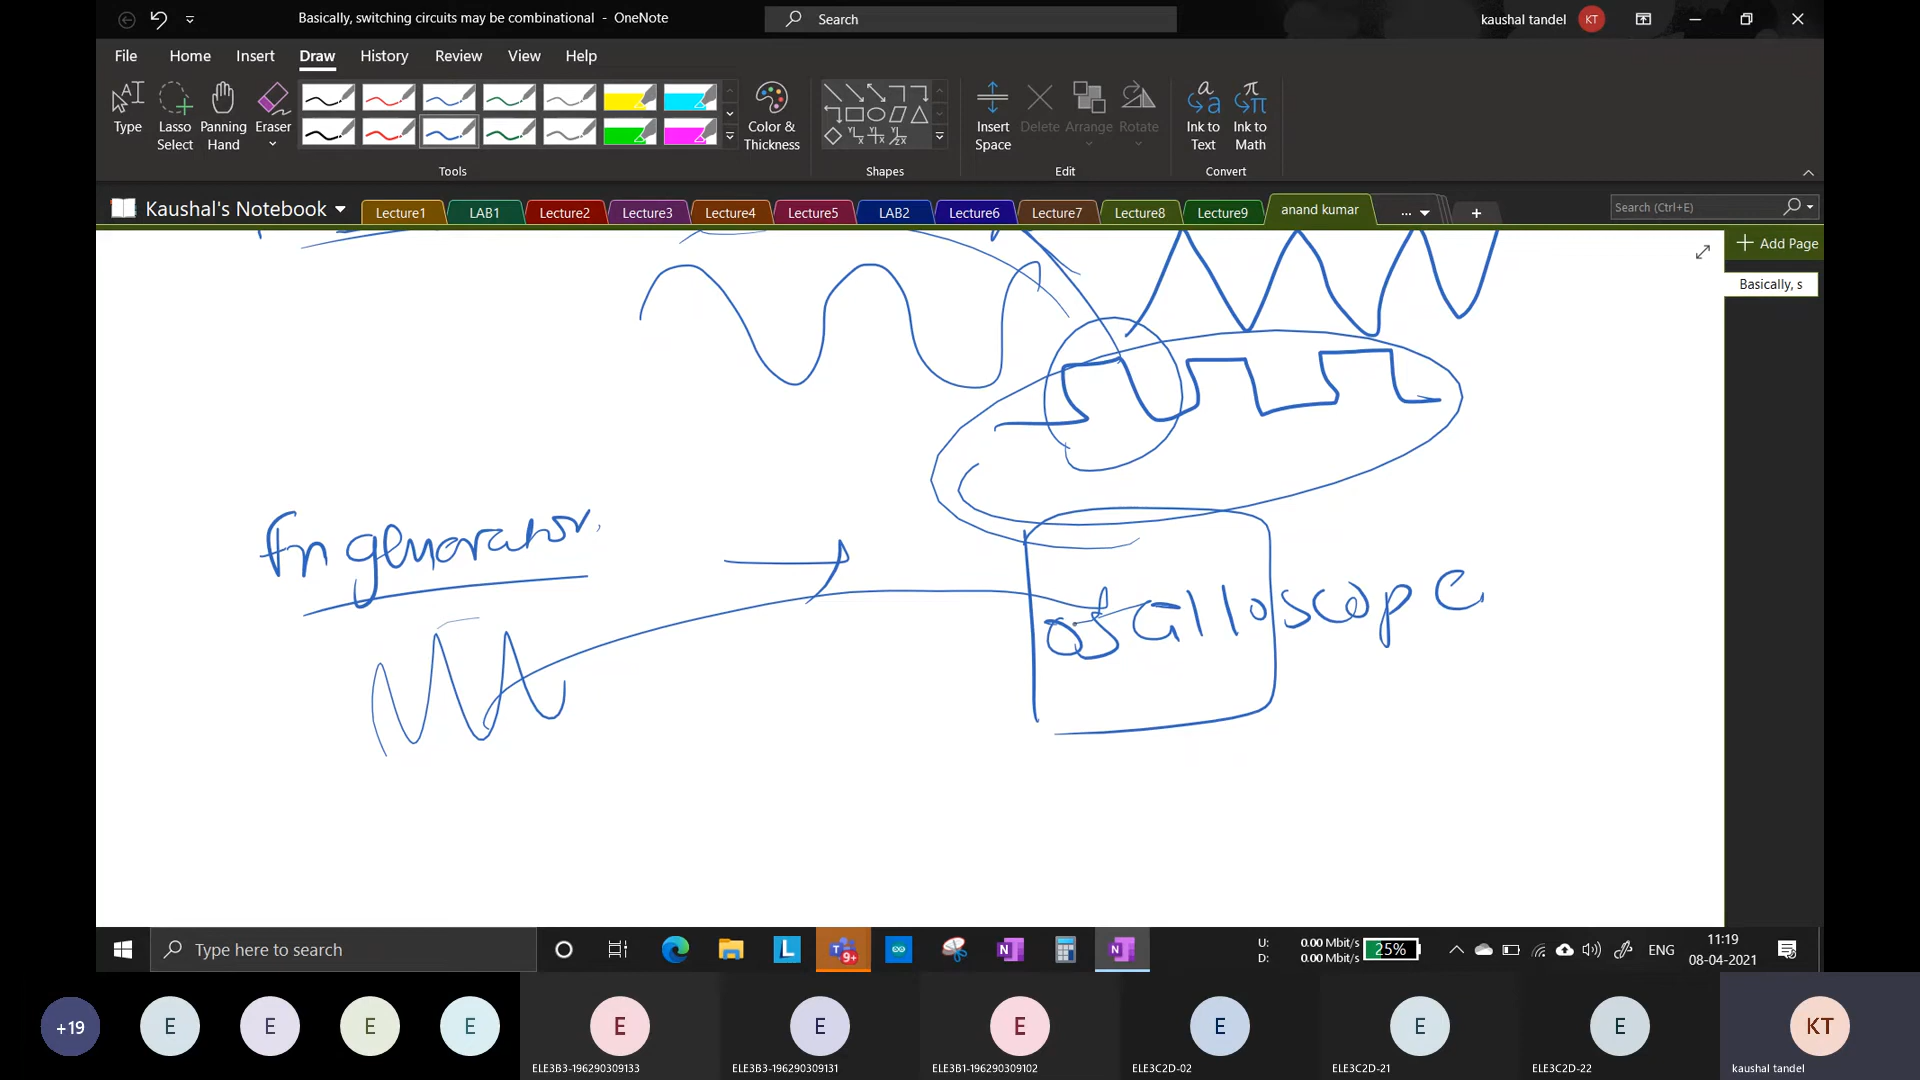 Basically, switching circuits may be combinational - OneNote
Search
kaushal tandel KT
File Home Insert Draw History Review View Help
Type
Lasso Select
Panning Hand
Eraser
Color & Thickness
Insert Space
Delete
Arrange
Rotate
Ink to Text
Ink to Math
Tools
Shapes
Edit
Convert
Kaushal's Notebook
Lecture1 LAB1 Lecture2 Lecture3 Lecture4 Lecture5 LAB2 Lecture6 Lecture7 Lecture8 Lecture9 anand kumar ... +
Search (Ctrl+E)
Add Page
Basically, s
fn generator.
oscilloscope
Type here to search
9+
U: 0.00 Mbit/s
D: 0.00 Mbit/s
25%
ENG
11:19
08-04-2021
+19 E E E E E E E E E E KT
ELE3B3-196290309133
ELE3B3-196290309131
ELE3B1-196290309102
ELE3C2D-02
ELE3C2D-21
ELE3C2D-22
kaushal tandel